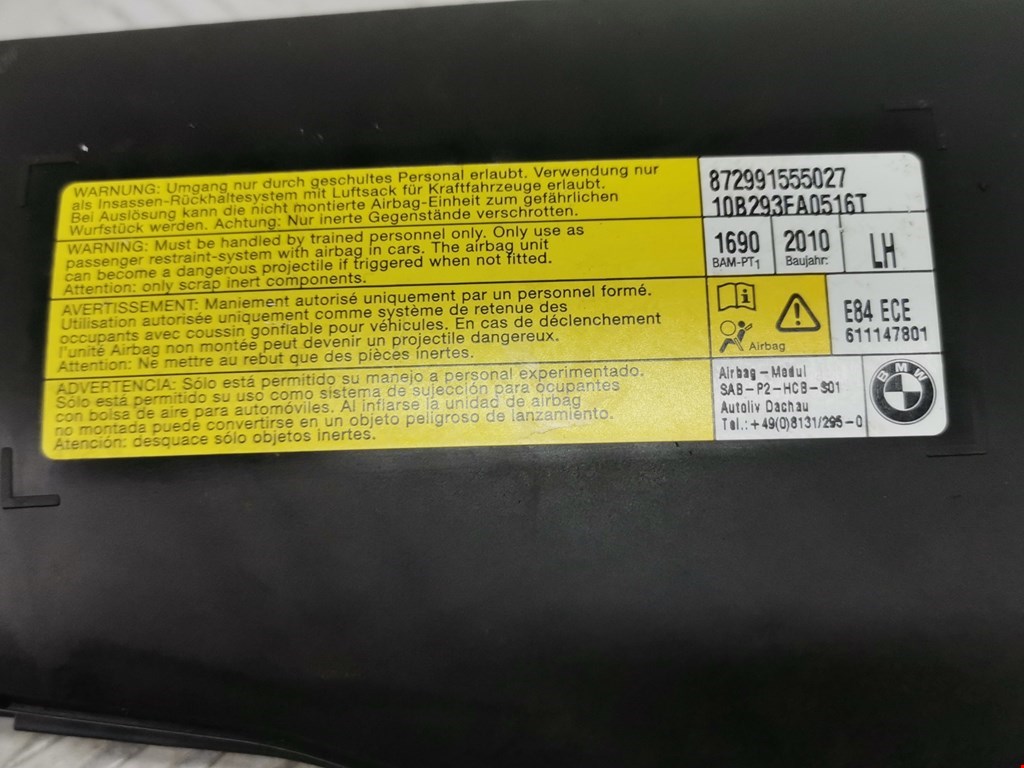 WARNUNG: Umgang nur durch geschultes Personal erlaubt. Verwendung nur
als Insassen-Rückhaltesystem mit Luftsack für Kraftfahrzeuge erlaubt.
Bei Auslösung kann die nicht montierte Airbag-Einheit zum gefährlichen
Wurfstück werden. Achtung: Nur inerte Gegenstände verschrotten.
WARNING: Must be handled by trained personnel only. Only use as
passenger restraint-system with airbag in cars. The airbag unit
can become a dangerous projectile if triggered when not fitted.
Attention: only scrap inert components.
AVERTISSEMENT: Maniement autorisé uniquement par un personnel formé.
Utilisation autorisée uniquement comme système de retenue des
occupants avec coussin gonflable pour véhicules. En cas de déclenchement
l'unité Airbag non montée peut devenir un projectile dangereux.
Attention: Ne mettre au rebut que des pièces inertes.
ADVERTENCIA: Sólo está permitido su manejo a personal experimentado.
Sólo está permitido su uso como sistema de sujección para ocupantes
con bolsa de aire para automóviles. Al inflarse la unidad de airbag
no montada puede convertirse en un objeto peligroso de lanzamiento.
Atención: desguace sólo objetos inertes.
872991555027
10B293FA0516T
1690 2010 LH
BAM-PT1 Baujahr:
Airbag
E84 ECE
611147801
Airbag-Modul
SAB-P2-HCB-S01
Autoliv Dachau
Tel.: +49(0)8131/295-0
BMW